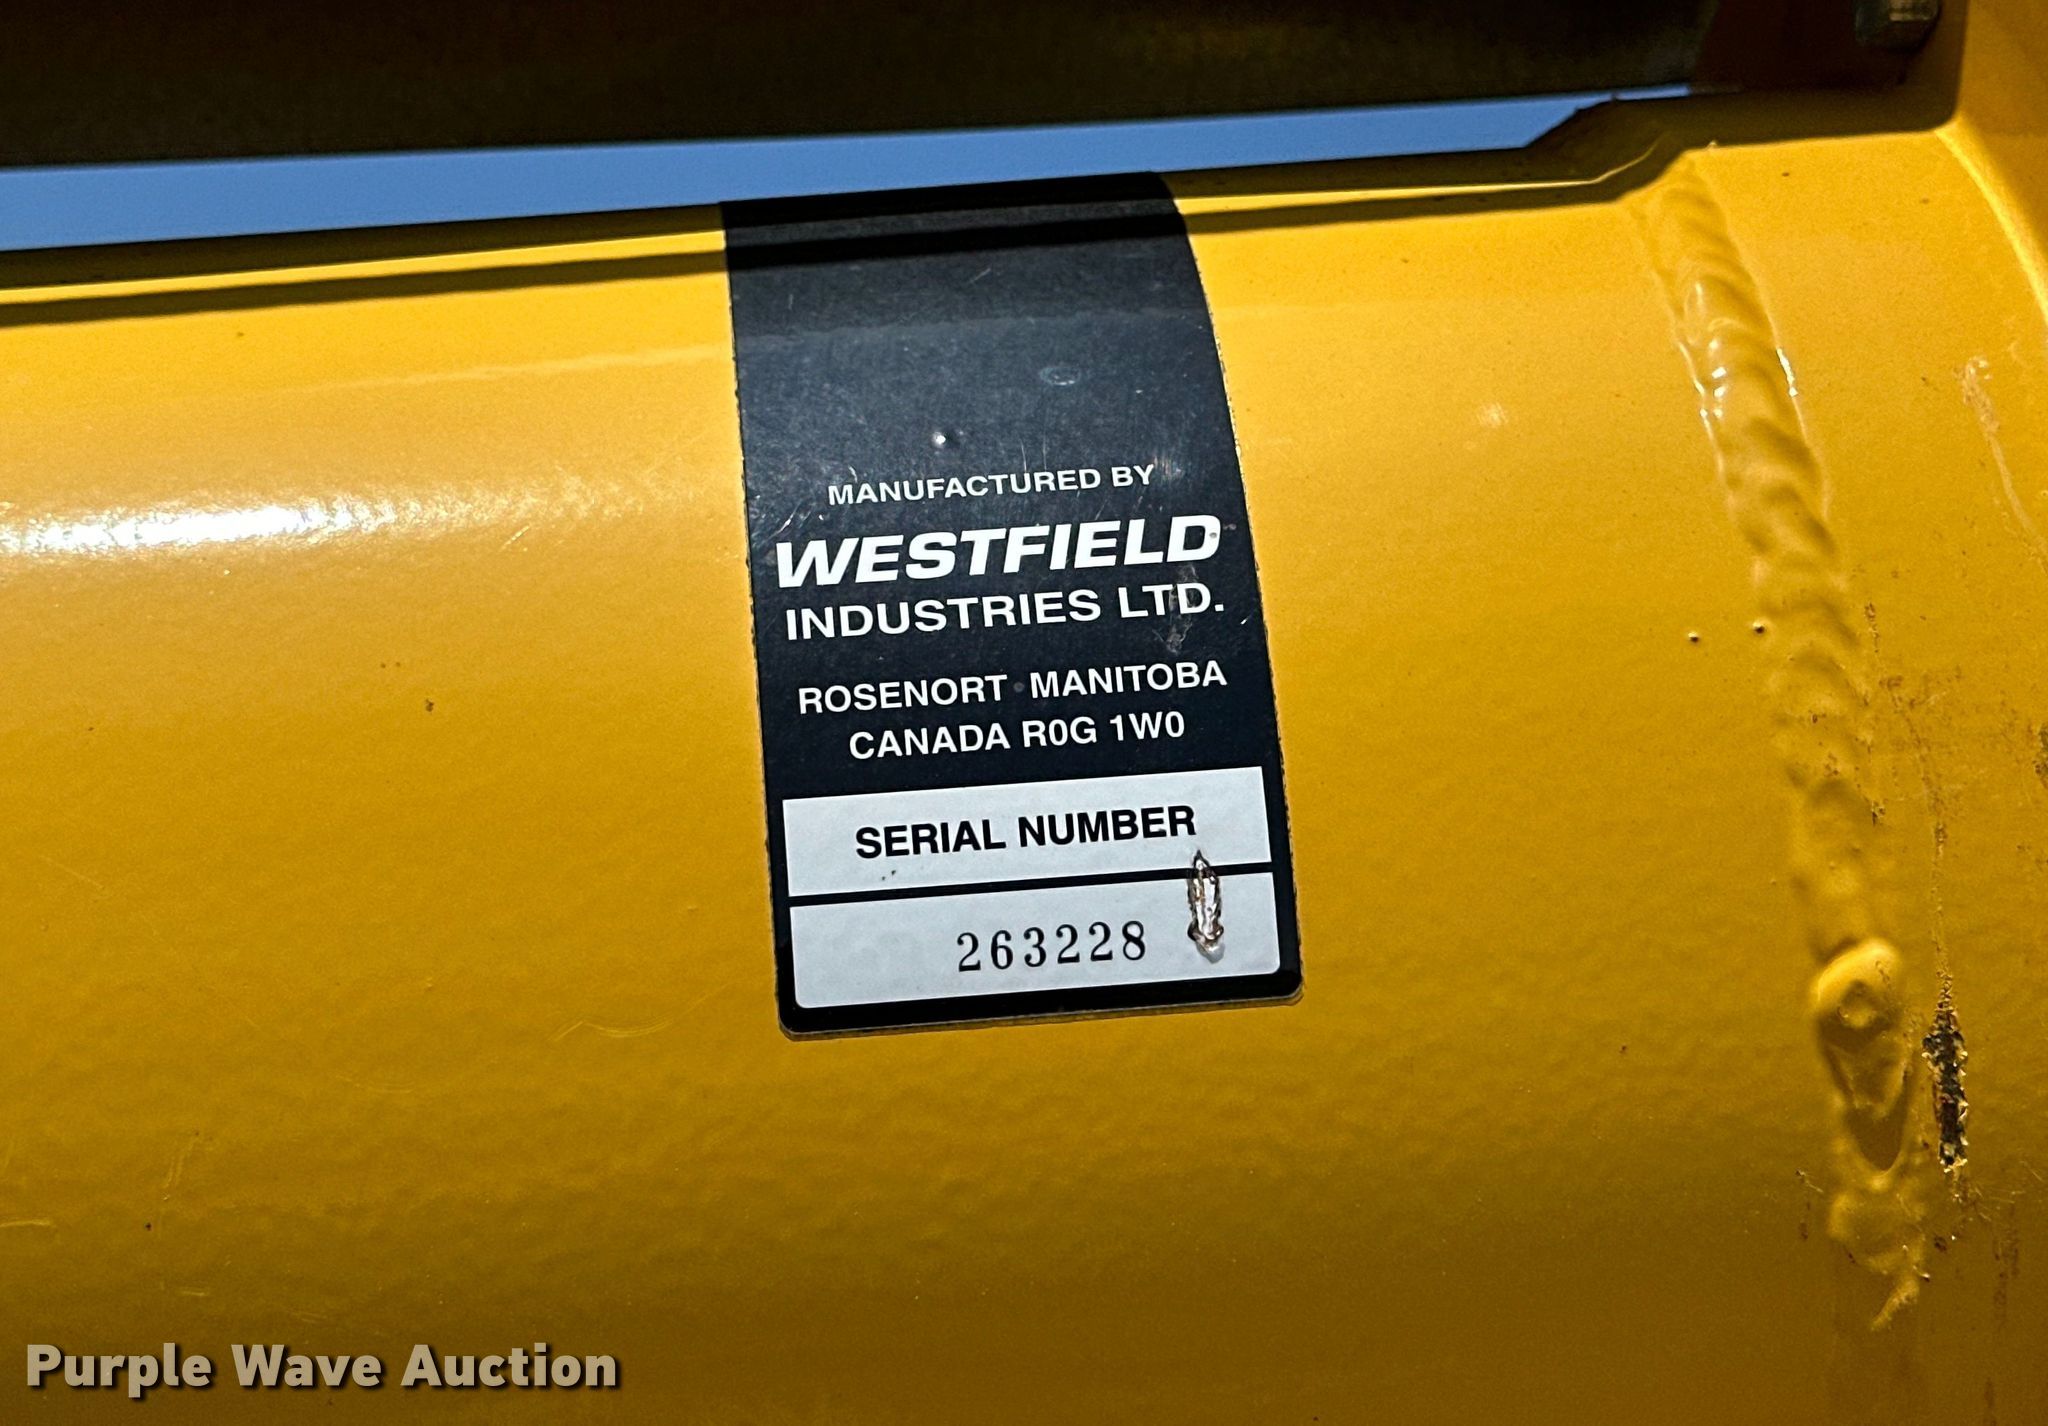 MANUFACTURED BY
WESTFIELD
INDUSTRIES LTD.
ROSENORT · MANITOBA
CANADA R0G 1W0
SERIAL NUMBER
263228
Purple Wave Auction